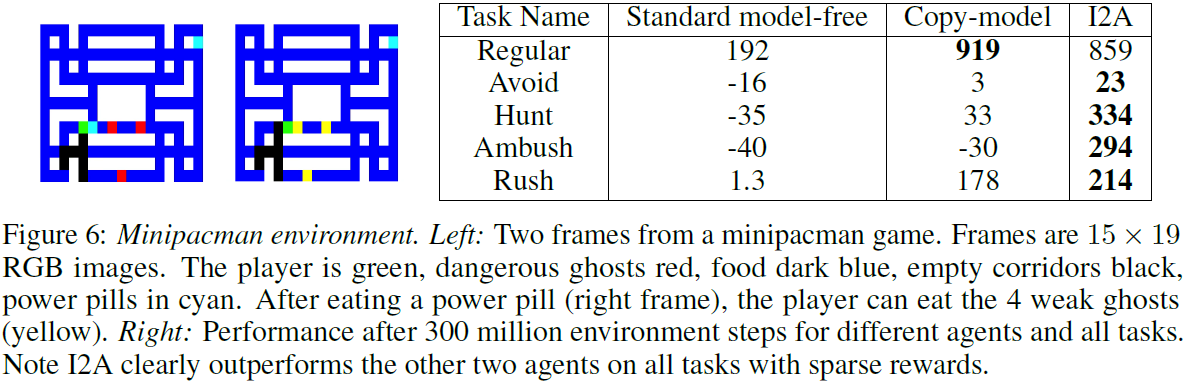 Task Name Standard model-free Copy-model I2A
Regular 192 919 859
Avoid -16 3 23
Hunt -35 33 334
Ambush -40 -30 294
Rush 1.3 178 214
Figure 6: Minipacman environment. Left: Two frames from a minipacman game. Frames are 15 × 19
RGB images. The player is green, dangerous ghosts red, food dark blue, empty corridors black,
power pills in cyan. After eating a power pill (right frame), the player can eat the 4 weak ghosts
(yellow). Right: Performance after 300 million environment steps for different agents and all tasks.
Note I2A clearly outperforms the other two agents on all tasks with sparse rewards.